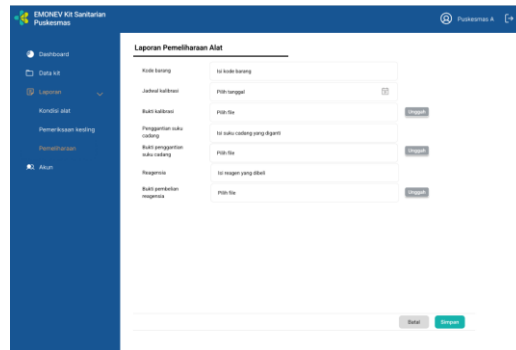 EMONEV Kit Sanitarian
Puskesmas
Puskesmas A
Dashboard
Data kit
Laporan
Kondisi alat
Pemeriksaan kesling
Pemeliharaan
Akun
Laporan Pemeliharaan Alat
Kode barang
Isi kode barang
Jadwal kalibrasi
Pilih tanggal
Bukti kalibrasi
Pilih file
Unggah
Penggantian suku
cadang
Isi suku cadang yang diganti
Bukti penggantian
suku cadang
Pilih file
Unggah
Reagensia
Isi reagen yang dibeli
Bukti pembelian
reagensia
Pilih file
Unggah
Batal
Simpan